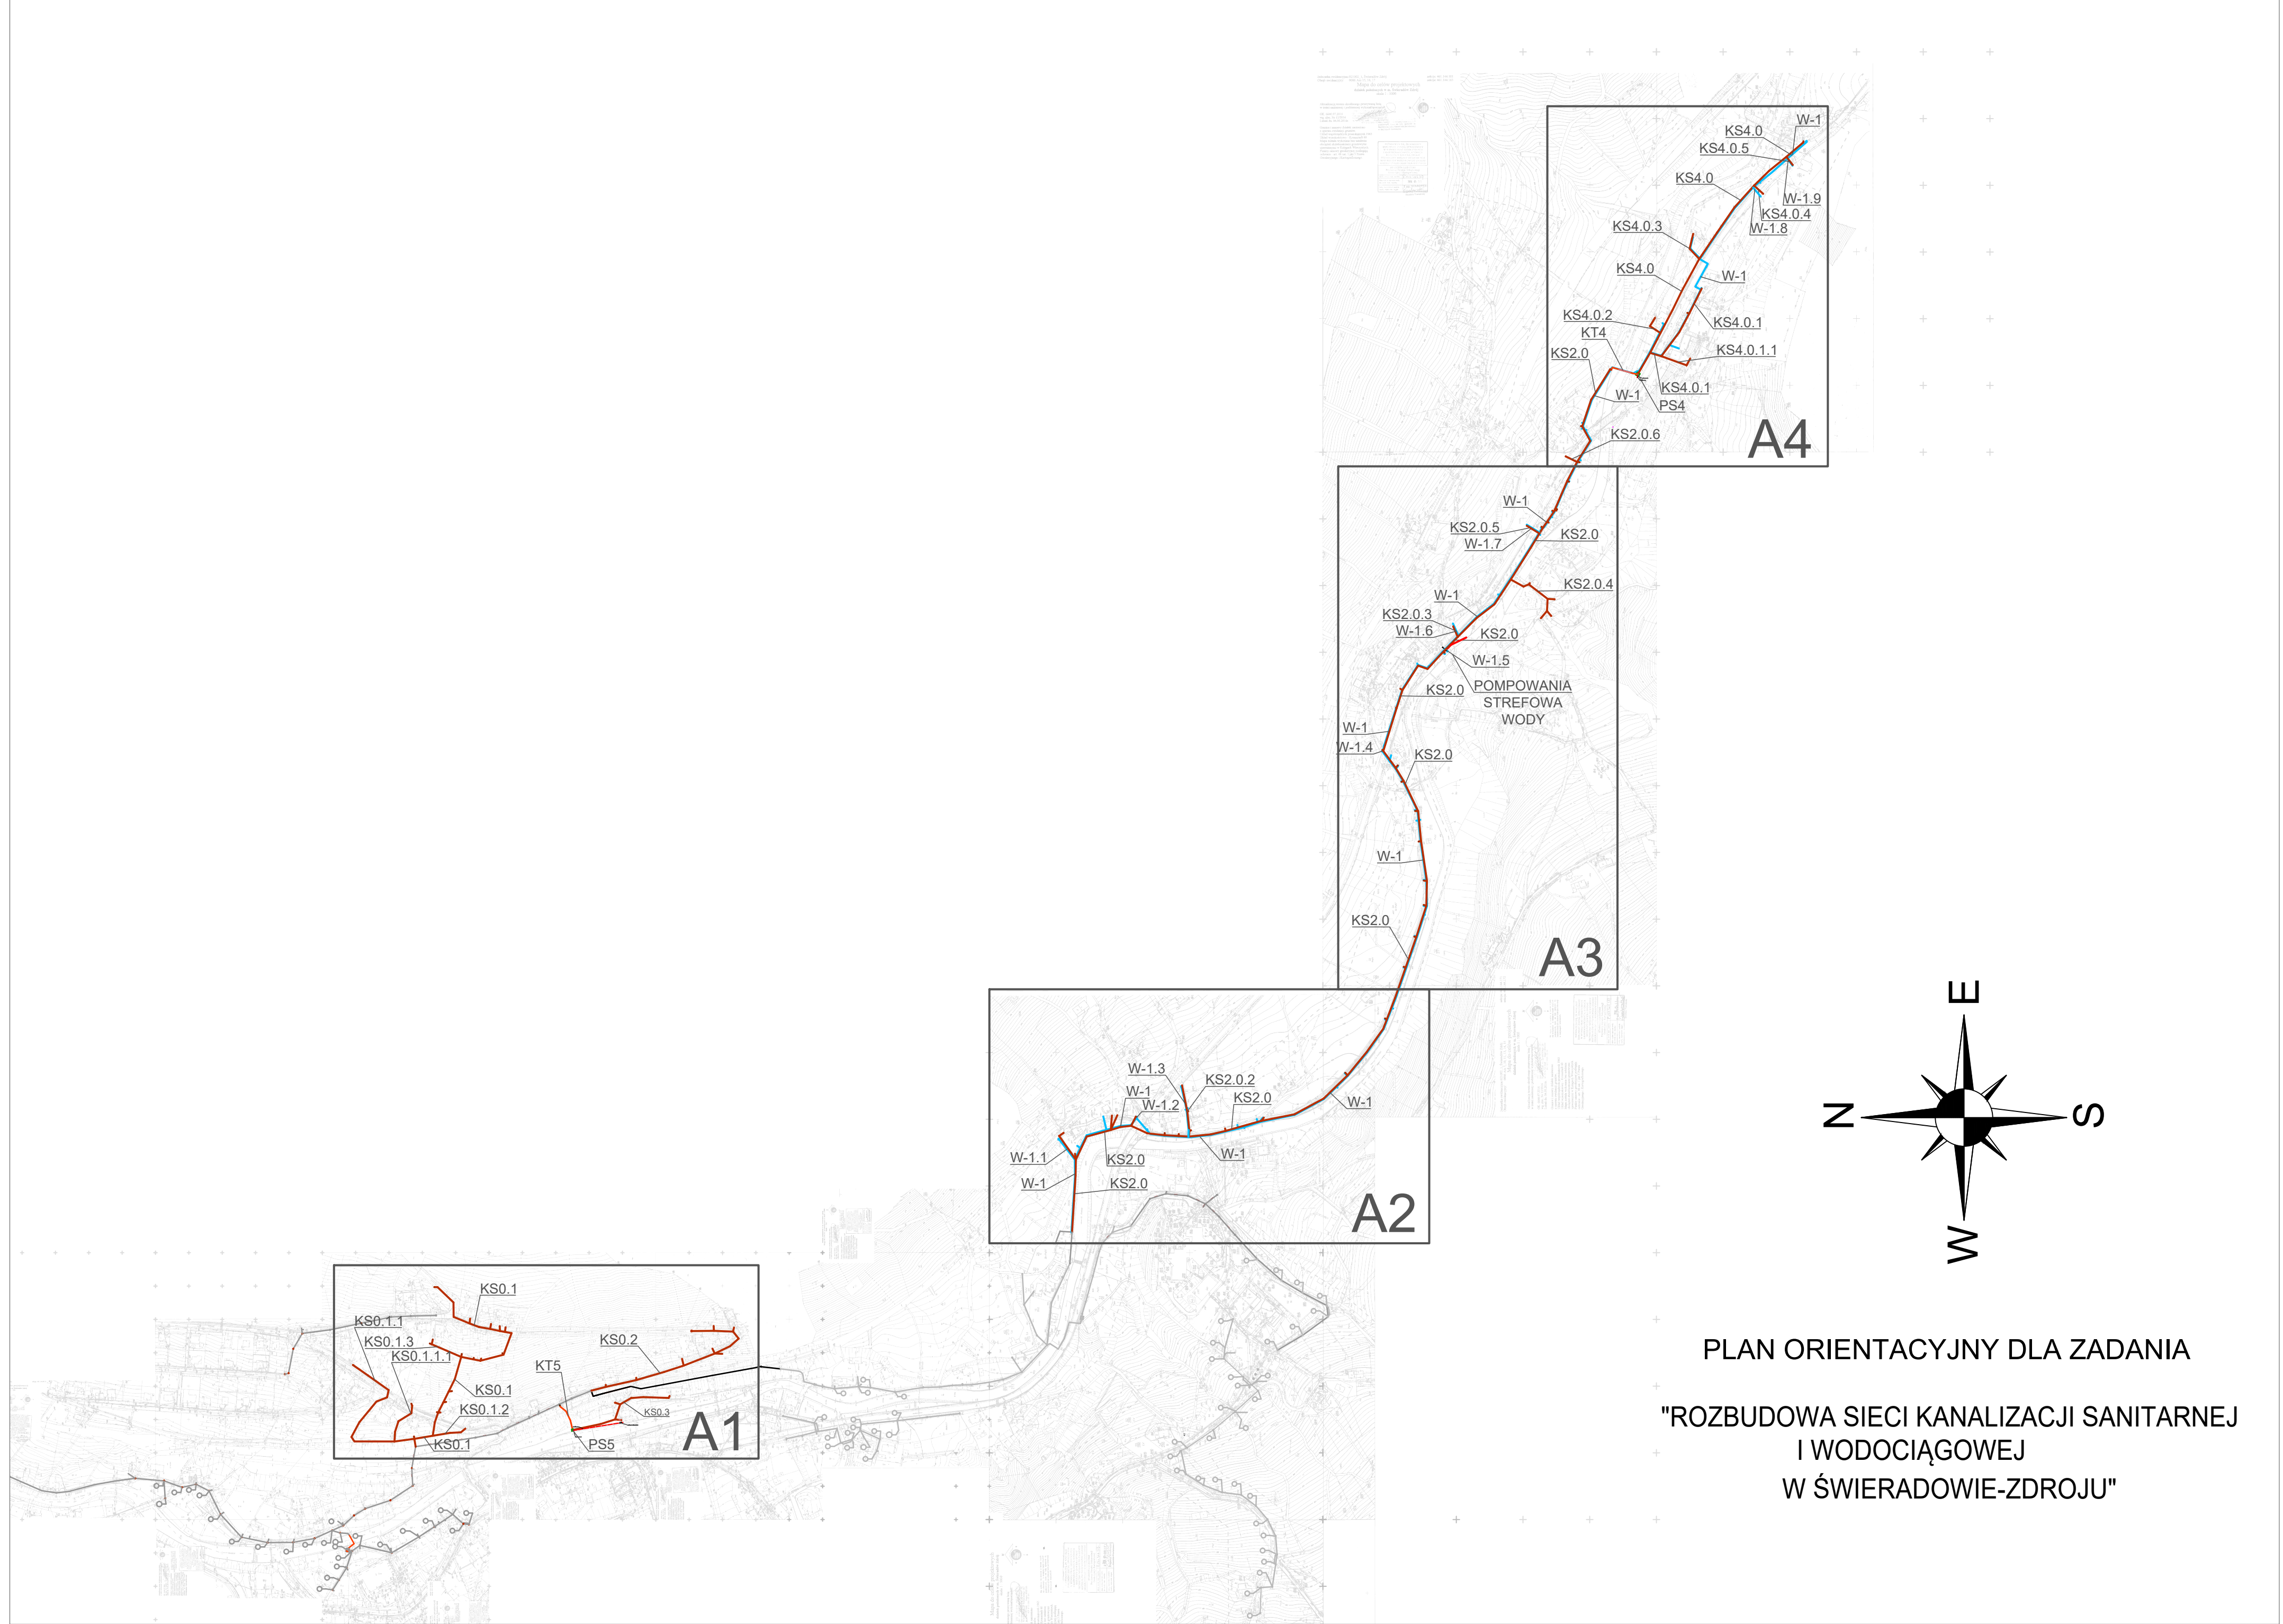 W-1
KS4.0
KS4.0.5
KS4.0
W-1.9
KS4.0.4
W-1.8
KS4.0.3
KS4.0
W-1
KS4.0.2
KS4.0.1
KT4
KS2.0
KS4.0.1.1
KS4.0.1
W-1
PS4
KS2.0.6
A4
W-1
KS2.0.5
KS2.0
W-1.7
KS2.0.4
W-1
KS2.0.3
W-1.6
KS2.0
W-1.5
POMPOWANIA
STREFOWA
WODY
KS2.0
W-1
W-1.4
KS2.0
W-1
KS2.0
A3
W-1.3
KS2.0.2
W-1
W-1.2
KS2.0
W-1
W-1.1
KS2.0
W-1
W-1
KS2.0
A2
KS0.1
KS0.1.1
KS0.1.3
KS0.1.1.1
KS0.2
KT5
KS0.1
KS0.1.2
KS0.3
KS0.1
PS5
A1
E
N
S
W
PLAN ORIENTACYJNY DLA ZADANIA
"ROZBUDOWA SIECI KANALIZACJI SANITARNEJ
I WODOCIĄGOWEJ
W ŚWIERADOWIE-ZDROJU"